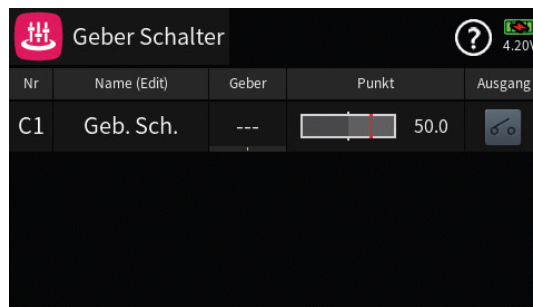 Geber Schalter
?
4.20V
Nr Name (Edit) Geber Punkt Ausgang
C1 Geb. Sch. --- 50.0